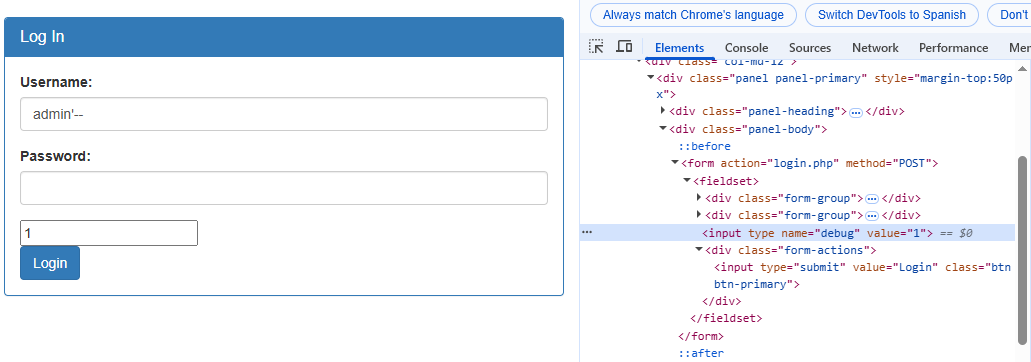 Log In
Username:
admin'--
Password:
1
Login
Always match Chrome's language
Switch DevTools to Spanish
Don't
Elements
Console
Sources
Network
Performance
Mer
<div class="col-md-12">
<div class="panel panel-primary" style="margin-top:50p
x">
<div class="panel-heading"> … </div>
<div class="panel-body">
::before
<form action="login.php" method="POST">
<fieldset>
<div class="form-group"> … </div>
<div class="form-group"> … </div>
… <input type name="debug" value="1"> == $0
<div class="form-actions">
<input type="submit" value="Login" class="btn
btn-primary">
</div>
</fieldset>
</form>
::after